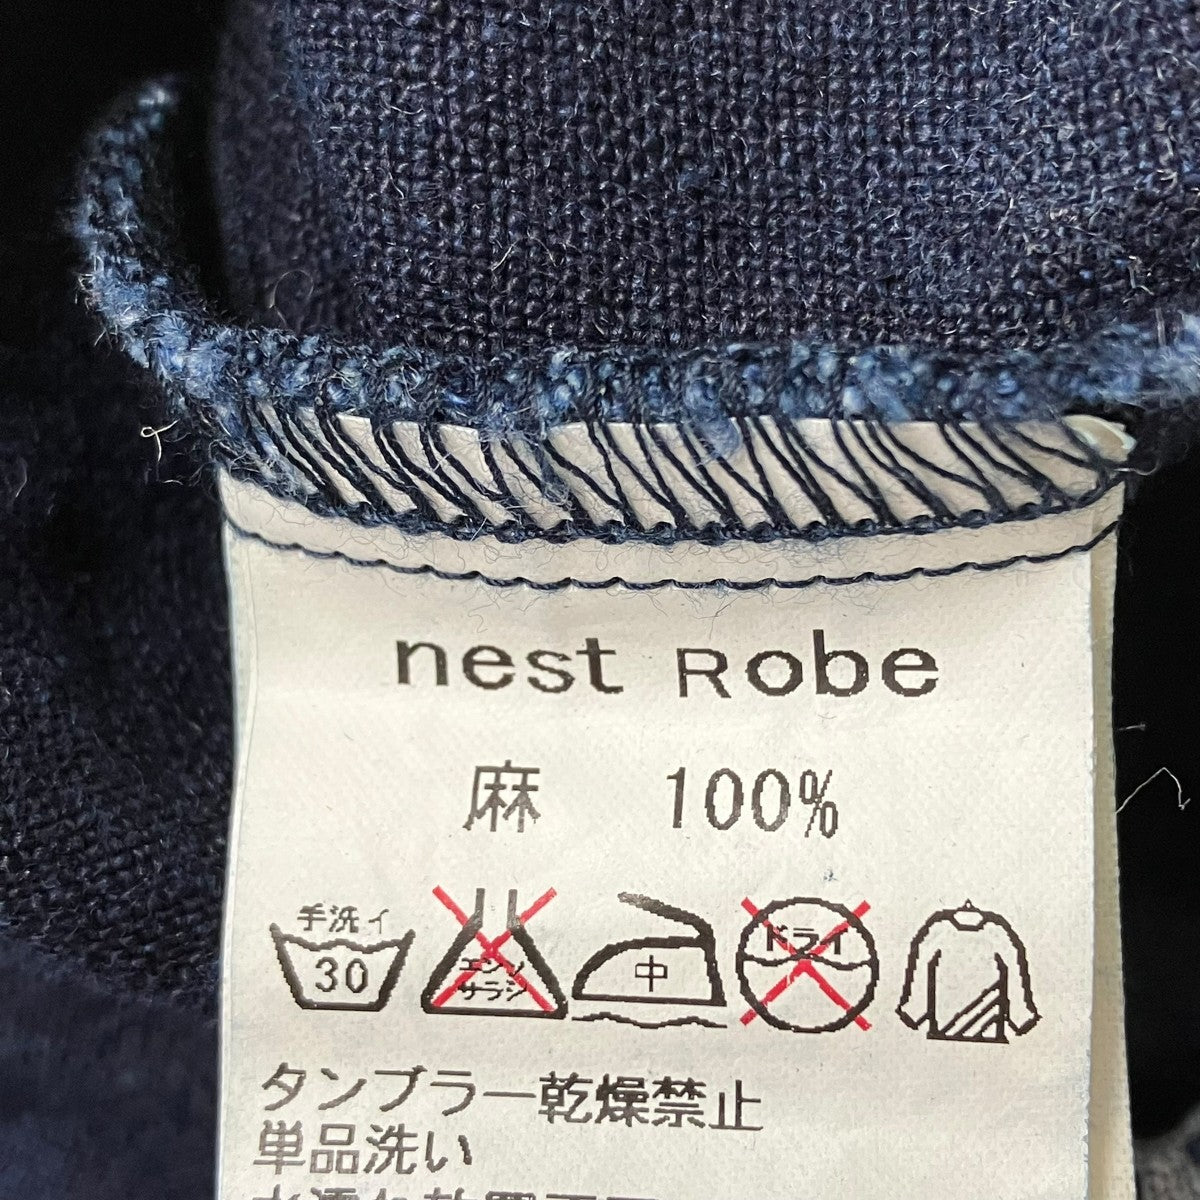 nest Robe
麻 100%
手洗イ 30 エンソサラシ 中 ドライ
タンブラー乾燥禁止
単品洗い